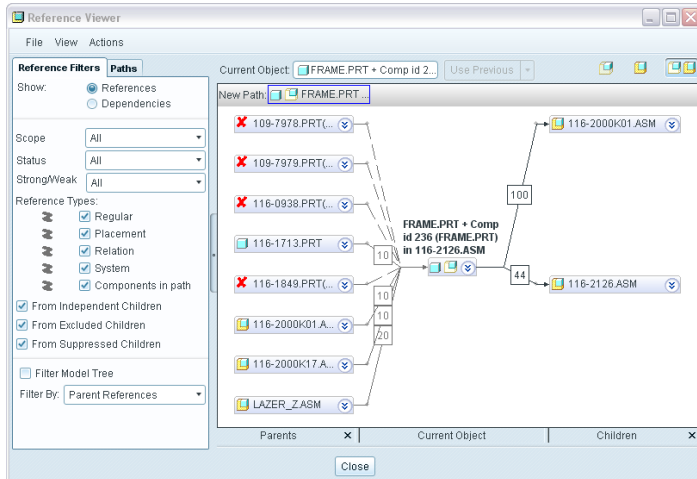 Reference Viewer
File View Actions
Reference Filters Paths
Show: References
Dependencies
Scope All
Status All
Strong/Weak All
Reference Types:
Regular
Placement
Relation
System
Components in path
From Independent Children
From Excluded Children
From Suppressed Children
Filter Model Tree
Filter By: Parent References
Current Object: FRAME.PRT + Comp id 2... Use Previous
New Path: FRAME.PRT ...
109-7978.PRT(...
109-7979.PRT(...
116-0938.PRT(...
116-1713.PRT
116-1849.PRT(...
116-2000K01.A...
116-2000K17.A...
LAZER_Z.ASM
10
10
10
20
FRAME.PRT + Comp
id 236 (FRAME.PRT)
in 116-2126.ASM
100
44
116-2000K01.ASM
116-2126.ASM
Parents x Current Object Children x
Close